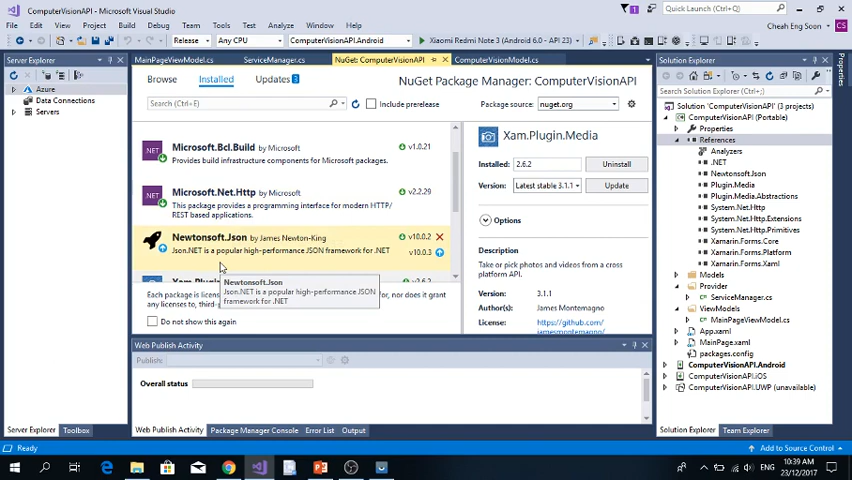 ComputerVisionAPI - Microsoft Visual Studio
Quick Launch (Ctrl+Q)
File Edit View Project Build Debug Team Tools Test Analyze Window Help
Cheah Eng Soon
CS
Release Any CPU ComputerVisionAPI.Android Xiaomi Redmi Note 3 (Android 6.0 - API 23)
Server Explorer
Azure
Data Connections
Servers
Server Explorer Toolbox
MainPageViewModel.cs ServiceManager.cs NuGet: ComputerVisionAPI ComputerVisionModel.cs
Browse Installed Updates 3
NuGet Package Manager: ComputerVisionAPI
Search (Ctrl+E) Include prerelease Package source: nuget.org
.NET Microsoft.Bcl.Build by Microsoft v1.0.21
Provides build infrastructure components for Microsoft packages.
.NET Microsoft.Net.Http by Microsoft v2.2.29
This package provides a programming interface for modern HTTP/
REST based applications.
Newtonsoft.Json by James Newton-King v10.0.2
Json.NET is a popular high-performance JSON framework for .NET v10.0.3
Newtonsoft.Json
Json.NET is a popular high-performance JSON
framework for .NET
Each package is licens
for, nor does it grant
any licenses to, third-p
Do not show this again
Xam.Plugin.Media
Installed: 2.6.2 Uninstall
Version: Latest stable 3.1.1 Update
Options
Description
Take or pick photos and videos from a cross
platform API.
Version: 3.1.1
Author(s): James Montemagno
License: https://github.com/
jamesmontemagno/
Web Publish Activity
Publish:
Overall status
Web Publish Activity Package Manager Console Error List Output
Solution Explorer
Search Solution Explorer (Ctrl+;)
Solution 'ComputerVisionAPI' (3 projects)
ComputerVisionAPI (Portable)
Properties
References
Analyzers
.NET
Newtonsoft.Json
Plugin.Media
Plugin.Media.Abstractions
System.Net.Http
System.Net.Http.Extensions
System.Net.Http.Primitives
Xamarin.Forms.Core
Xamarin.Forms.Platform
Xamarin.Forms.Xaml
Models
Provider
ServiceManager.cs
ViewModels
MainPageViewModel.cs
App.xaml
MainPage.xaml
packages.config
ComputerVisionAPI.Android
ComputerVisionAPI.iOS
ComputerVisionAPI.UWP (unavailable)
Solution Explorer Team Explorer
Properties
Ready
Add to Source Control
ENG
10:39 AM
23/12/2017